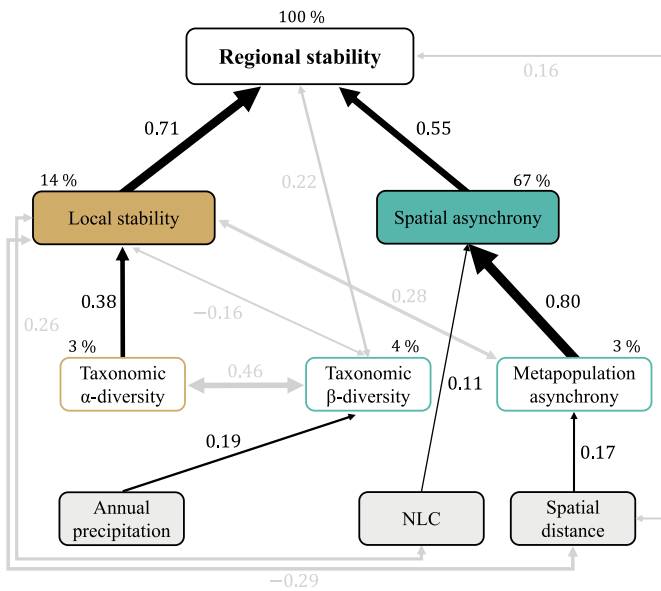 100 %
Regional stability
0.16
0.71
0.55
14 %
0.22
67 %
Local stability
Spatial asynchrony
0.38
0.26
−0.16
0.28
0.80
3 %
4 %
3 %
Taxonomic
α-diversity
0.46
Taxonomic
β-diversity
Metapopulation
asynchrony
0.11
0.19
0.17
Annual
precipitation
NLC
Spatial
distance
−0.29